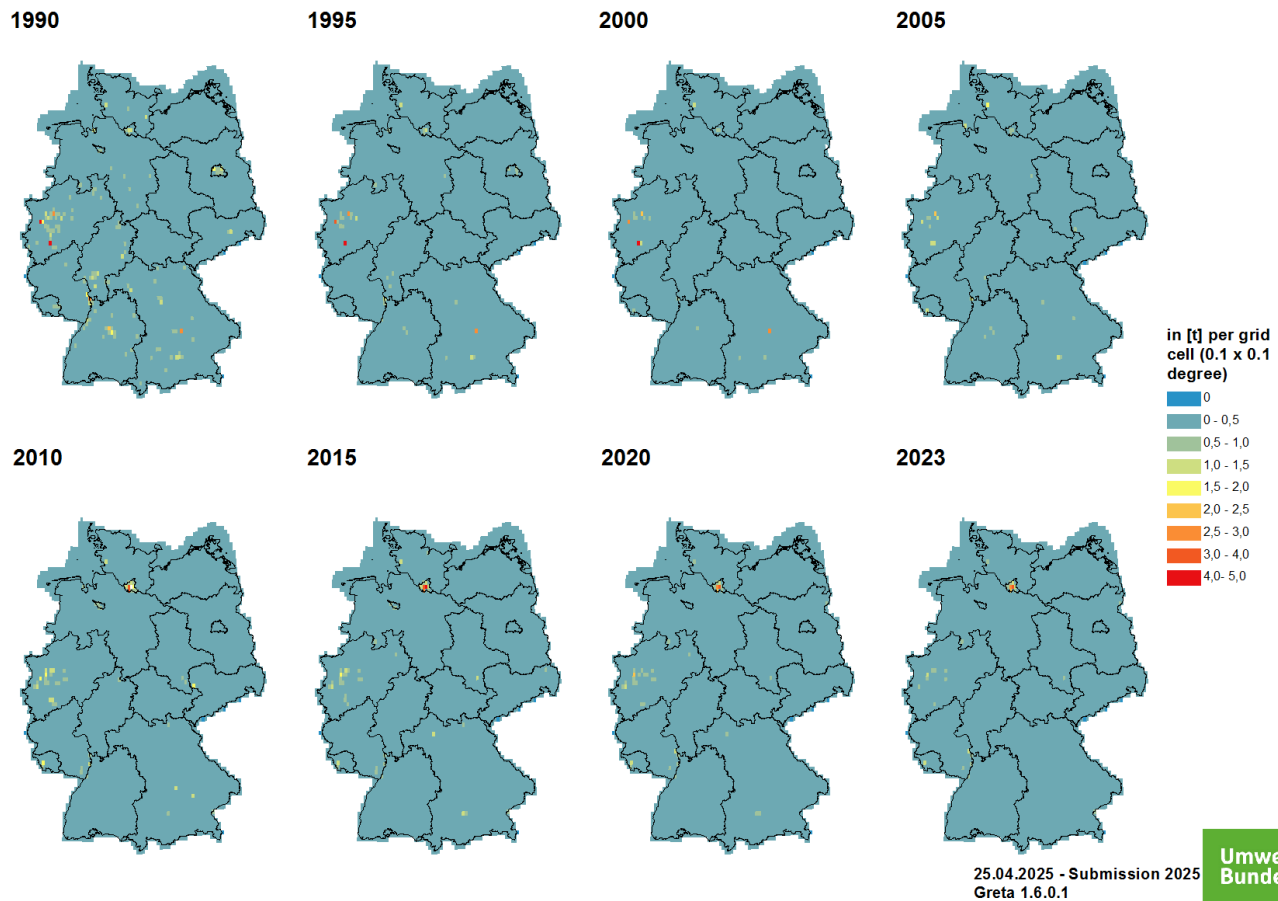 1990
1995
2000
2005
in [t] per grid
cell (0.1 x 0.1
degree)
0
0 - 0,5
0,5 - 1,0
1,0 - 1,5
1,5 - 2,0
2,0 - 2,5
2,5 - 3,0
3,0 - 4,0
4,0- 5,0
2010
2015
2020
2023
25.04.2025 - Submission 2025
Greta 1.6.0.1
Umwe
Bunde